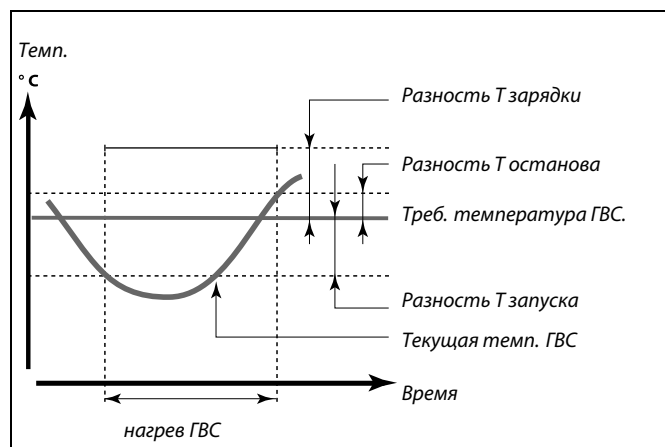 Темп.
°C
Разность Т зарядки
Разность Т останова
Треб. температура ГВС.
Разность Т запуска
Текущая темп. ГВС
Время
нагрев ГВС